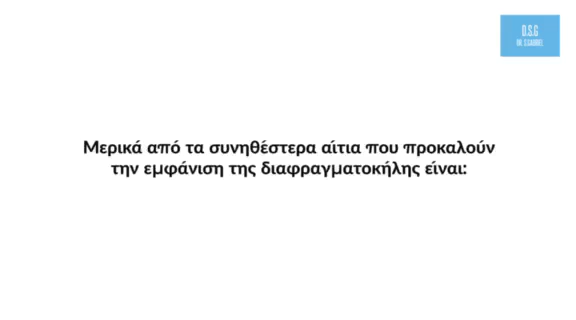 D.S.G
Μερικά από τα συνηθέστερα αίτια που προκαλούν
την εμφάνιση της διαφραγματοκήλης είναι: